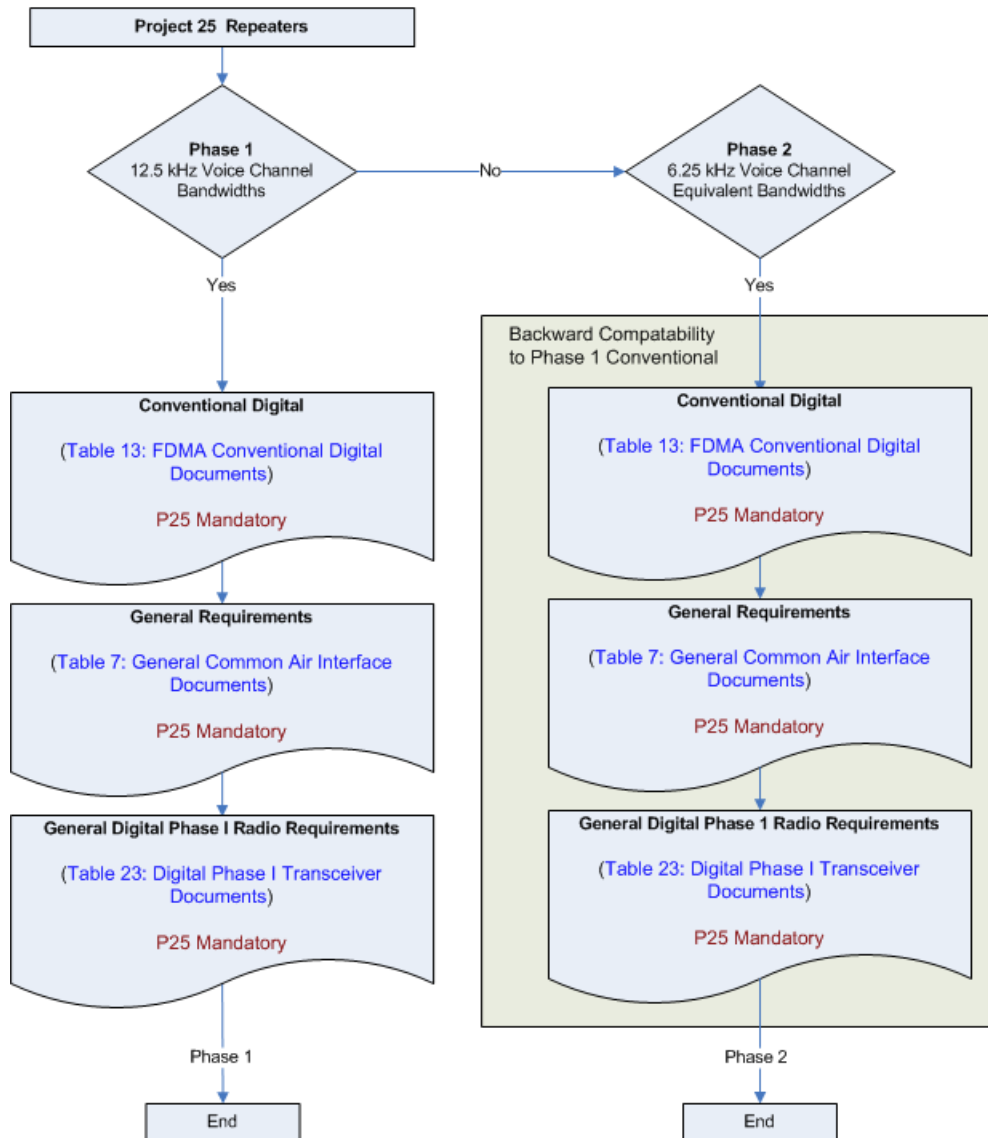 Project 25  Repeaters
Phase 1
12.5 kHz Voice Channel
Bandwidths
No
Phase 2
6.25 kHz Voice Channel
Equivalent Bandwidths
Yes
Yes
Backward Compatability
to Phase 1 Conventional
Conventional Digital
(Table 13: FDMA Conventional Digital
Documents)
P25 Mandatory
General Requirements
(Table 7: General Common Air Interface
Documents)
P25 Mandatory
General Digital Phase I Radio Requirements
(Table 23: Digital Phase I Transceiver
Documents)
P25 Mandatory
Phase 1
End
Conventional Digital
(Table 13: FDMA Conventional Digital
Documents)
P25 Mandatory
General Requirements
(Table 7: General Common Air Interface
Documents)
P25 Mandatory
General Digital Phase 1 Radio Requirements
(Table 23: Digital Phase I Transceiver
Documents)
P25 Mandatory
Phase 2
End